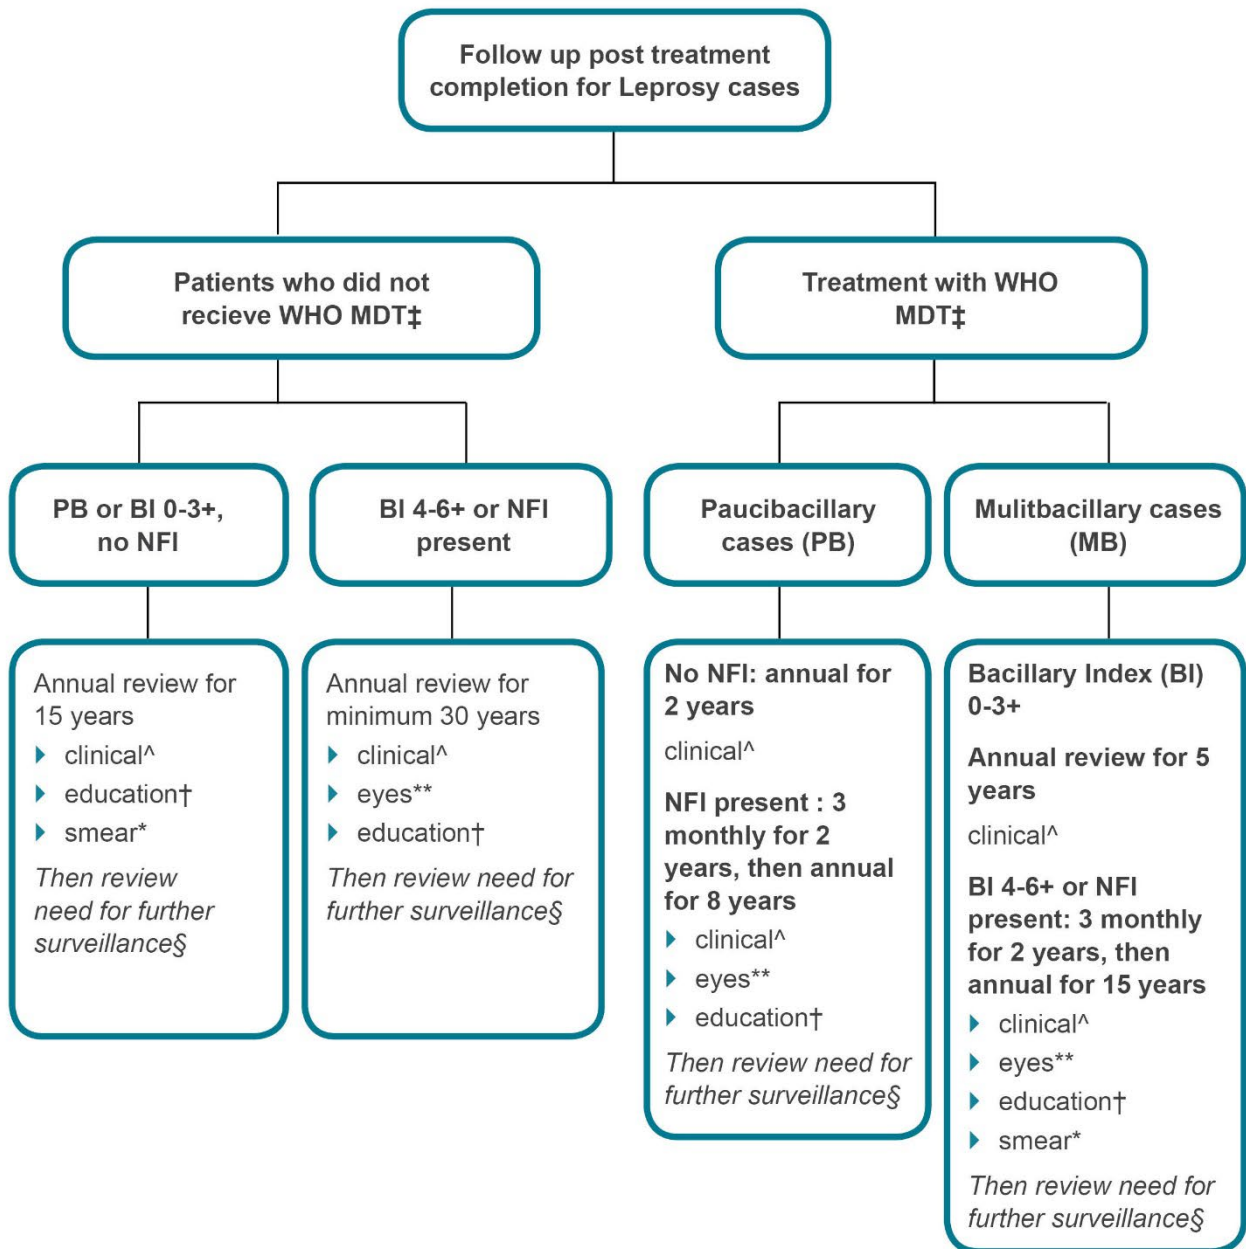 Follow up post treatment
completion for Leprosy cases
Patients who did not
recieve WHO MDT‡
Treatment with WHO
MDT‡
PB or BI 0-3+,
no NFI
BI 4-6+ or NFI
present
Paucibacillary
cases (PB)
Mulitbacillary cases
(MB)
Annual review for
15 years
clinical^
education†
smear*
Then review
need for further
surveillance§
Annual review for
minimum 30 years
clinical^
eyes**
education†
Then review need for
further surveillance§
No NFI: annual for
2 years
clinical^
NFI present : 3
monthly for 2
years, then annual
for 8 years
clinical^
eyes**
education†
Then review need for
further surveillance§
Bacillary Index (BI)
0-3+
Annual review for 5
years
clinical^
BI 4-6+ or NFI
present: 3 monthly
for 2 years, then
annual for 15 years
clinical^
eyes**
education†
smear*
Then review need for
further surveillance§